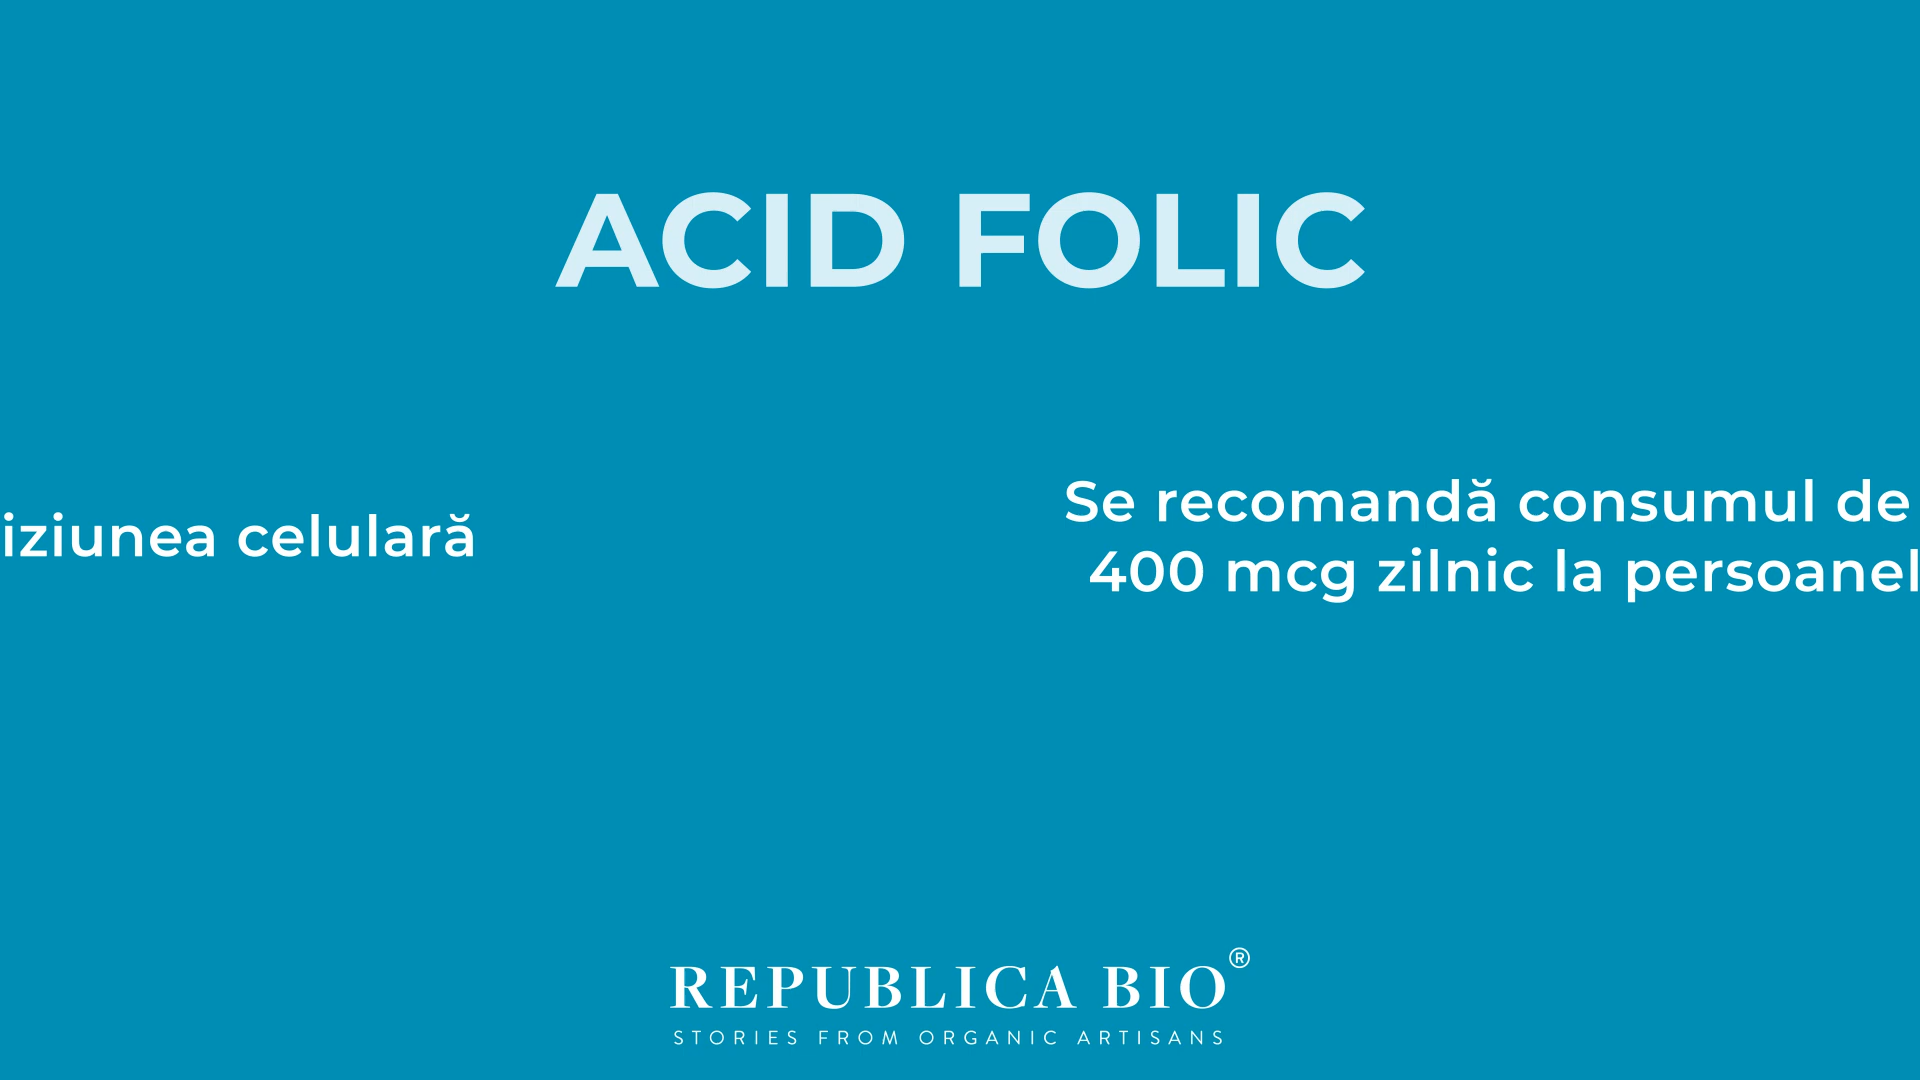 ACID FOLIC
iziunea celulară
Se recomandă consumul de
400 mcg zilnic la persoanel
REPUBLICA BIO®
STORIES FROM ORGANIC ARTISANS